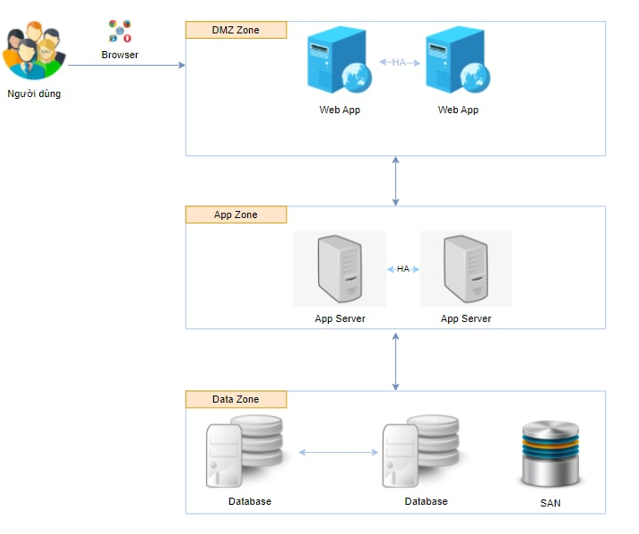 DMZ Zone
Browser
Người dùng
HA
Web App
Web App
App Zone
HA
App Server
App Server
Data Zone
Database
Database
SAN